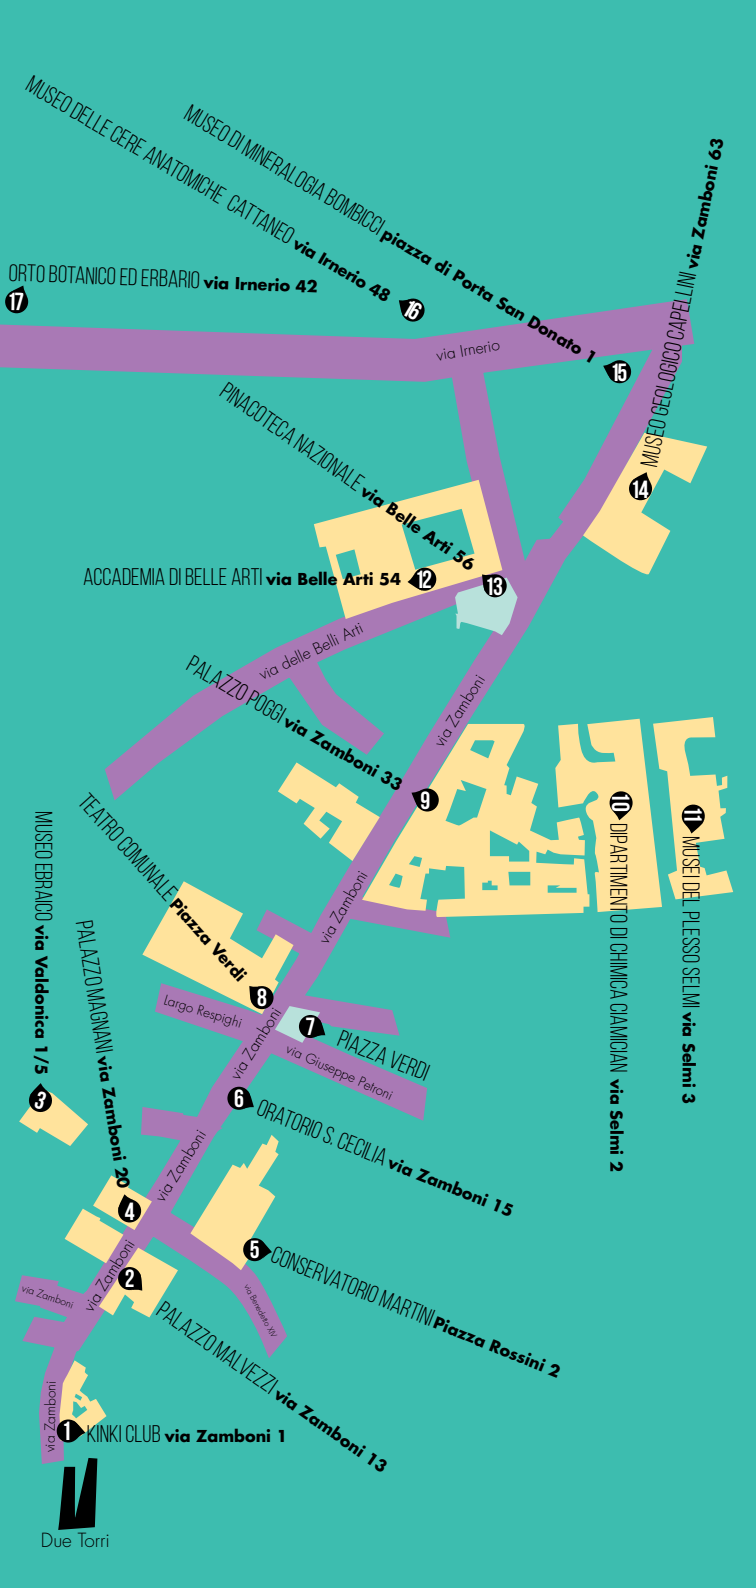 MUSEO DELLE CERE ANATOMICHE CATTANEO via Irnerio 48
16
MUSEO DI MINERALOGIA BOMBICCI piazza di Porta San Donato 1
15
MUSEO GEOLOGICO CAPELLINI via Zamboni 63
14
ORTO BOTANICO ED ERBARIO via Irnerio 42
17
via Irnerio
PINACOTECA NAZIONALE via Belle Arti 56
13
ACCADEMIA DI BELLE ARTI via Belle Arti 54
12
via delle Belli Arti
via Zamboni
PALAZZO POGGI via Zamboni 33
9
10
DIPARTIMENTO DI CHIMICA CIAMICIAN via Selmi 2
11
MUSEI DEL PLESSO SELMI via Selmi 3
TEATRO COMUNALE Piazza Verdi
8
via Zamboni
MUSEO EBRAICO via Valdonica 1/5
3
PALAZZO MAGNANI via Zamboni 20
4
Largo Respighi
via Zamboni
7
PIAZZA VERDI
via Giuseppe Petroni
6
ORATORIO S. CECILIA via Zamboni 15
via Zamboni
5
CONSERVATORIO MARTINI Piazza Rossini 2
via Benedeto XIV
via Zamboni
2
PALAZZO MALVEZZI via Zamboni 13
via Zamboni
via Zamboni
1
KINKI CLUB via Zamboni 1
Due Torri